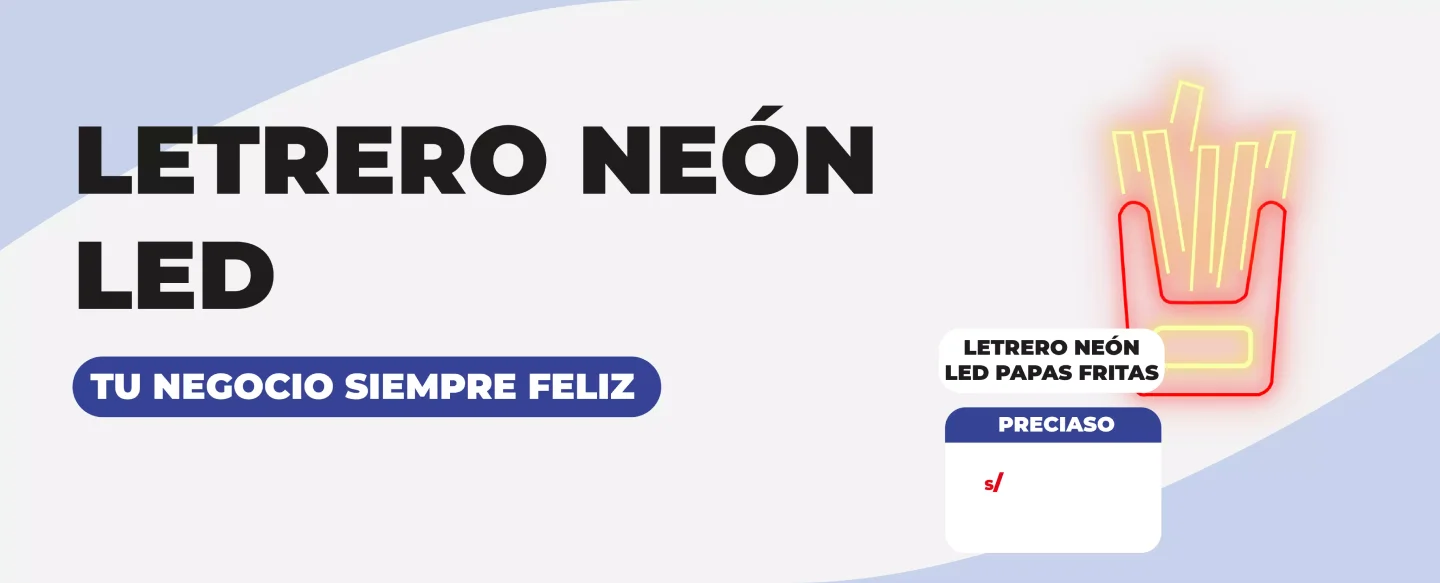 LETRERO NEÓN
LED
TU NEGOCIO SIEMPRE FELIZ
LETRERO NEÓN
LED PAPAS FRITAS
PRECIASO
s/